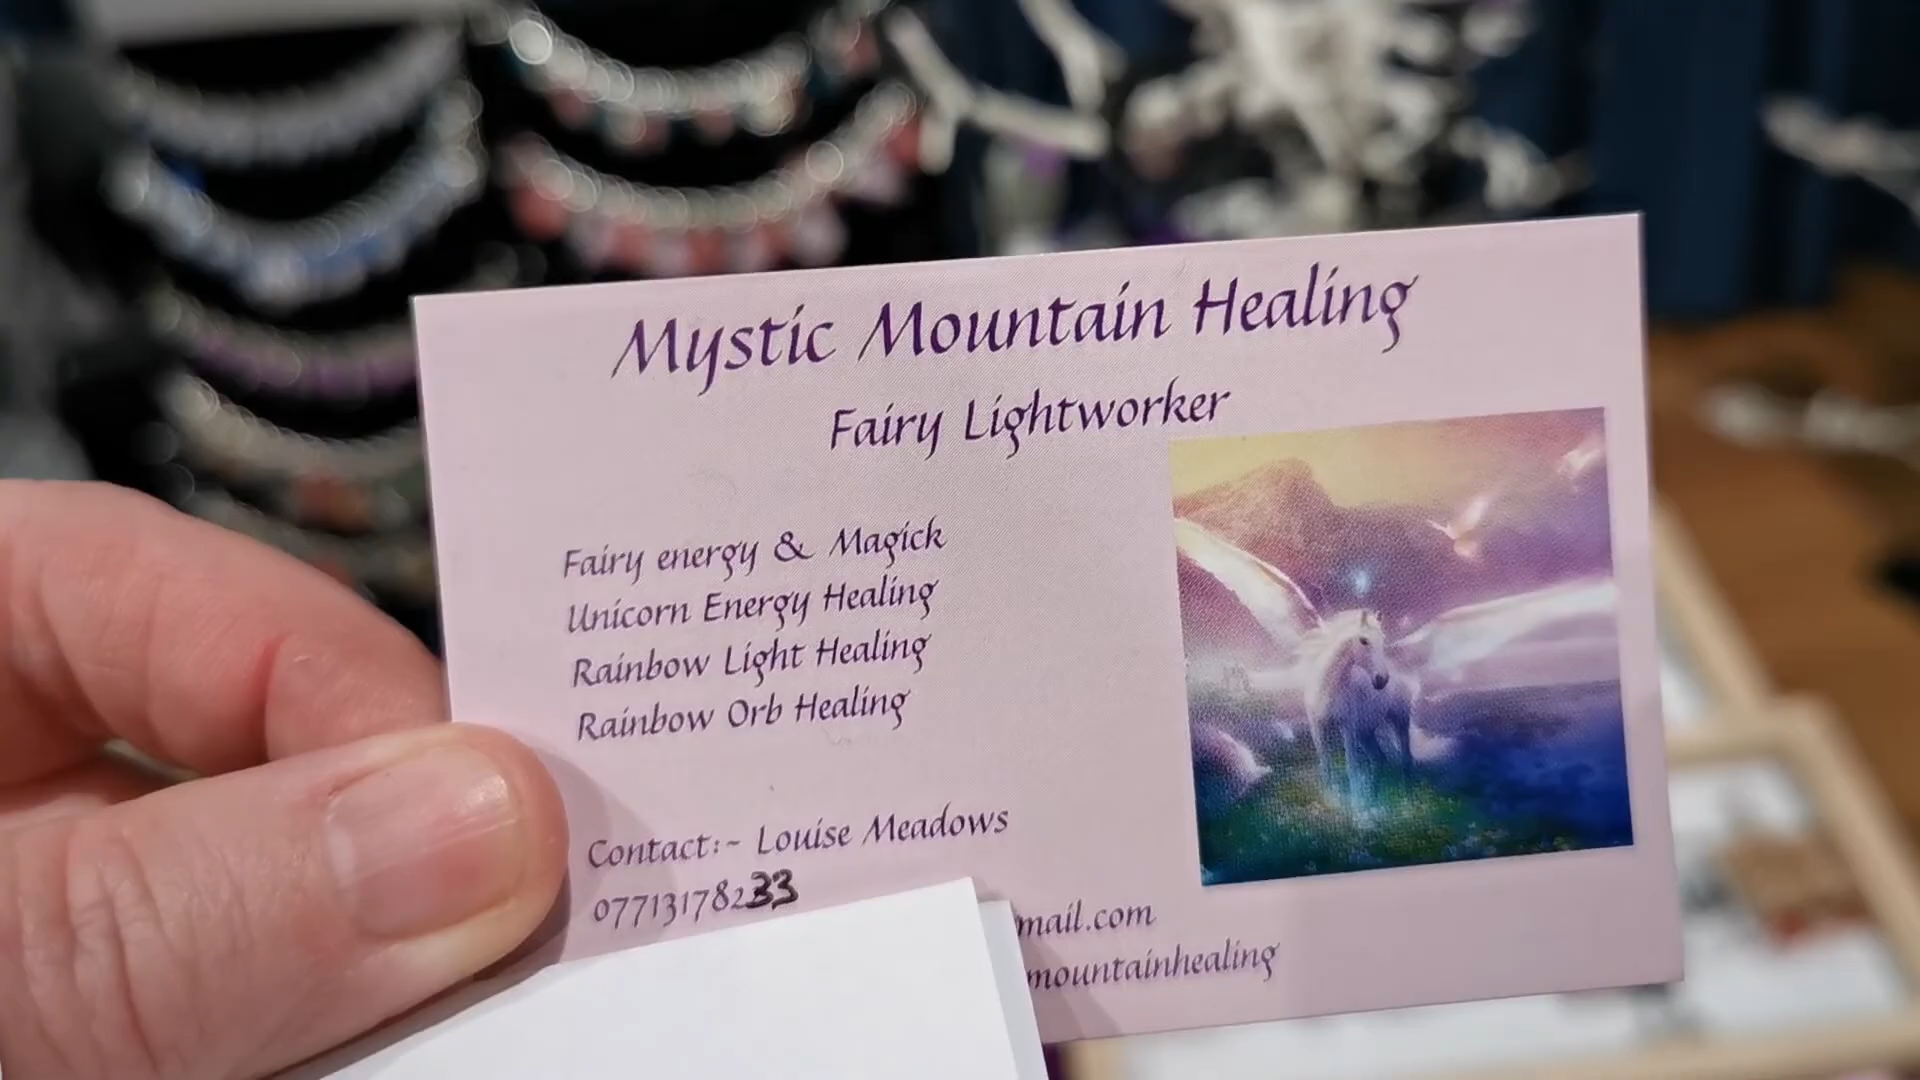 Mystic Mountain Healing
Fairy Lightworker
Fairy energy & Magick
Unicorn Energy Healing
Rainbow Light Healing
Rainbow Orb Healing
Contact:~ Louise Meadows
07713178233
mail.com
mountainhealing